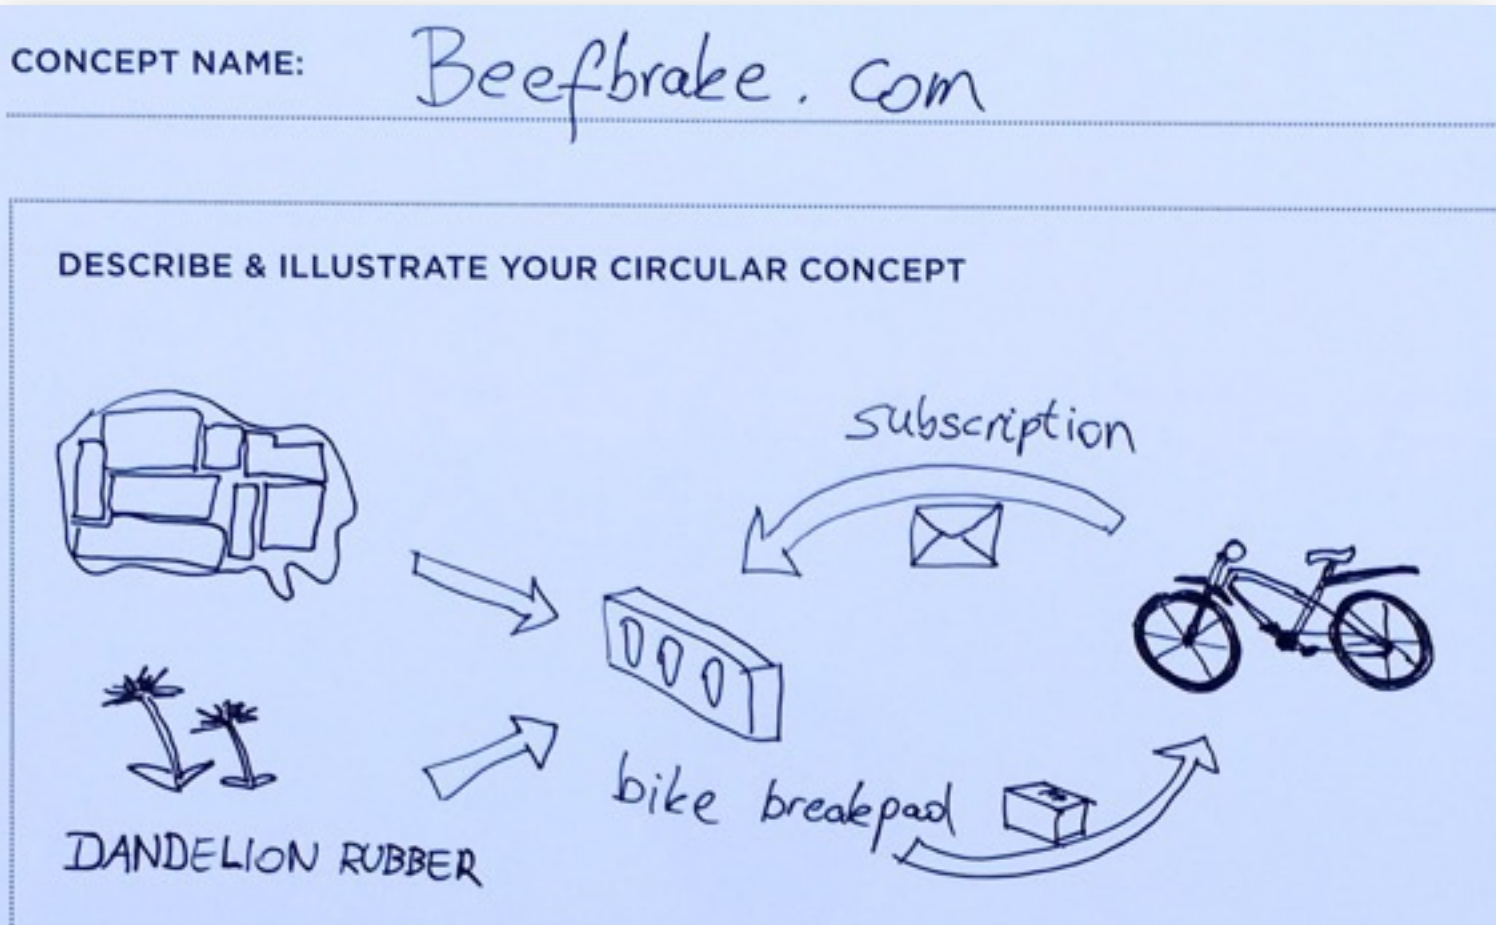 CONCEPT NAME: Beefbrake.com
DESCRIBE & ILLUSTRATE YOUR CIRCULAR CONCEPT
subscription
bike breakpad
DANDELION RUBBER